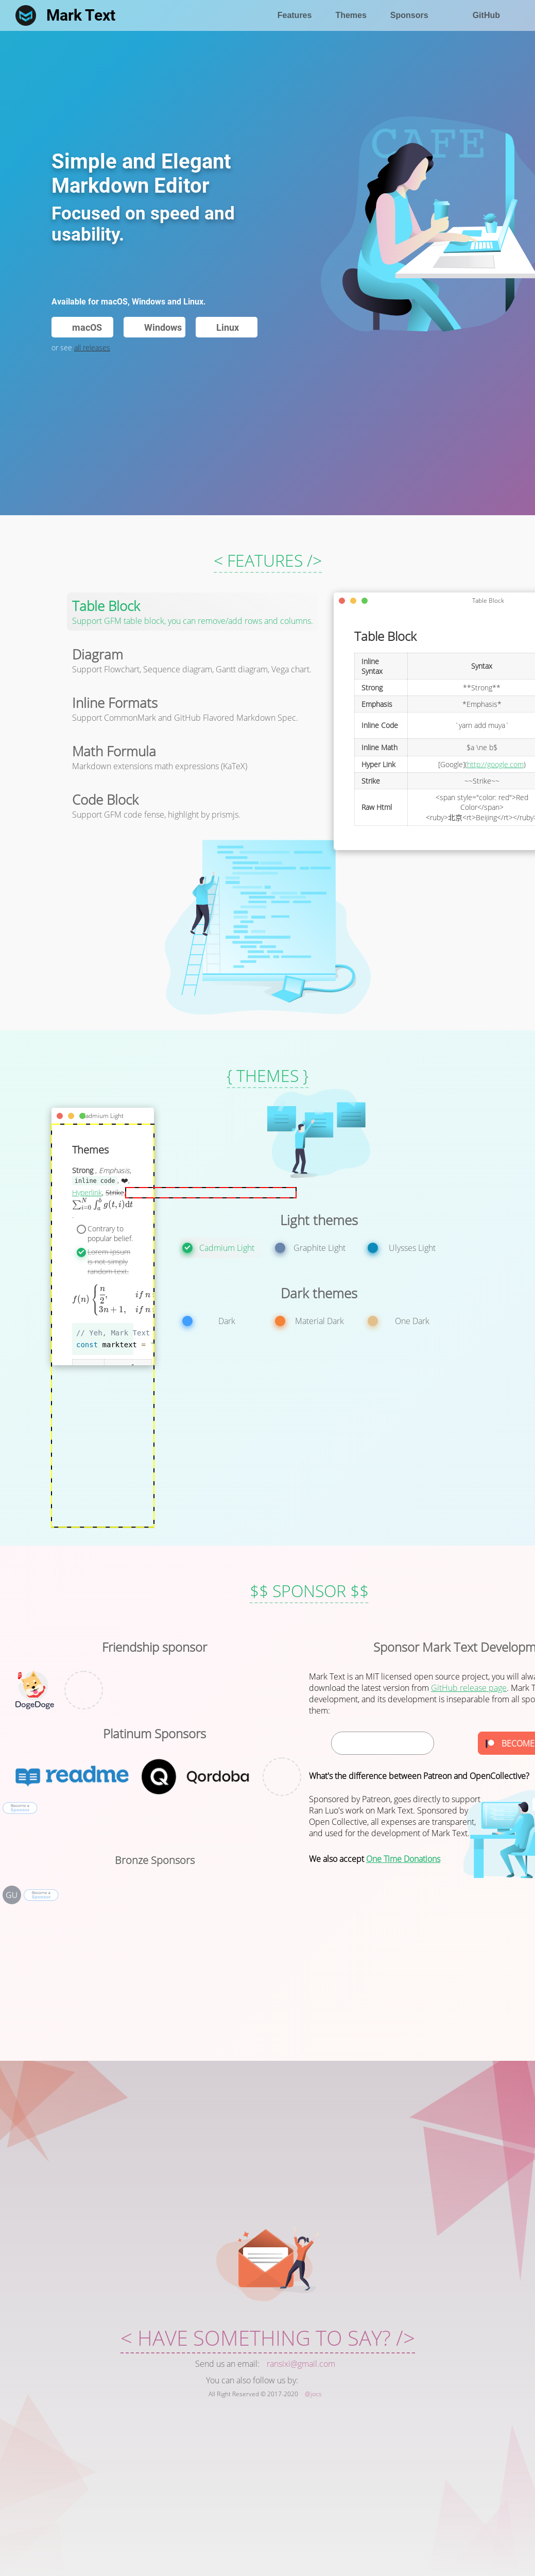 Mark Text
Features
Themes
Sponsors
GitHub
CAFE
Simple and Elegant
Markdown Editor
Focused on speed and
usability.
Available for macOS, Windows and Linux.
macOS
Windows
Linux
or see all releases
< FEATURES />
Table Block
Support GFM table block, you can remove/add rows and columns.
Diagram
Support Flowchart, Sequence diagram, Gantt diagram, Vega chart.
Inline Formats
Support CommonMark and GitHub Flavored Markdown Spec.
Math Formula
Markdown extensions math expressions (KaTeX)
Code Block
Support GFM code fense, highlight by prismjs.
Table Block
Table Block
Inline
Syntax
Syntax
Strong
**Strong**
Emphasis
*Emphasis*
Inline Code
`yarn add muya`
Inline Math
$a \ne b$
Hyper Link
[Google](http://google.com)
Strike
~~Strike~~
Raw Html
<span style="color: red">Red
Color</span>
<ruby>北京<rt>Beijing</rt></ruby>
{ THEMES }
Cadmium Light
Themes
Strong , Emphasis,
inline code , ❤️,
Hyperlink, Strike,
∑ᴺᵢ₌₀ ∫ᵇₐ g(t, i)dt
Contrary to
popular belief.
Lorem Ipsum
is not simply
random text.
f(n) { n/2, if n
3n + 1, if n
// Yeh, Mark Text
const marktext =
Light themes
Cadmium Light
Graphite Light
Ulysses Light
Dark themes
Dark
Material Dark
One Dark
$$ SPONSOR $$
Friendship sponsor
DogeDoge
Platinum Sponsors
readme
Qordoba
Become a
Sponsor
Bronze Sponsors
GU
Become a
Sponsor
Sponsor Mark Text Developm
Mark Text is an MIT licensed open source project, you will alwa
download the latest version from GitHub release page. Mark T
development, and its development is inseparable from all spo
them:
BECOME
What's the difference between Patreon and OpenCollective?
Sponsored by Patreon, goes directly to support
Ran Luo's work on Mark Text. Sponsored by
Open Collective, all expenses are transparent,
and used for the development of Mark Text.
We also accept One Time Donations
< HAVE SOMETHING TO SAY? />
Send us an email: ransixi@gmail.com
You can also follow us by:
All Right Reserved © 2017-2020 @Jocs